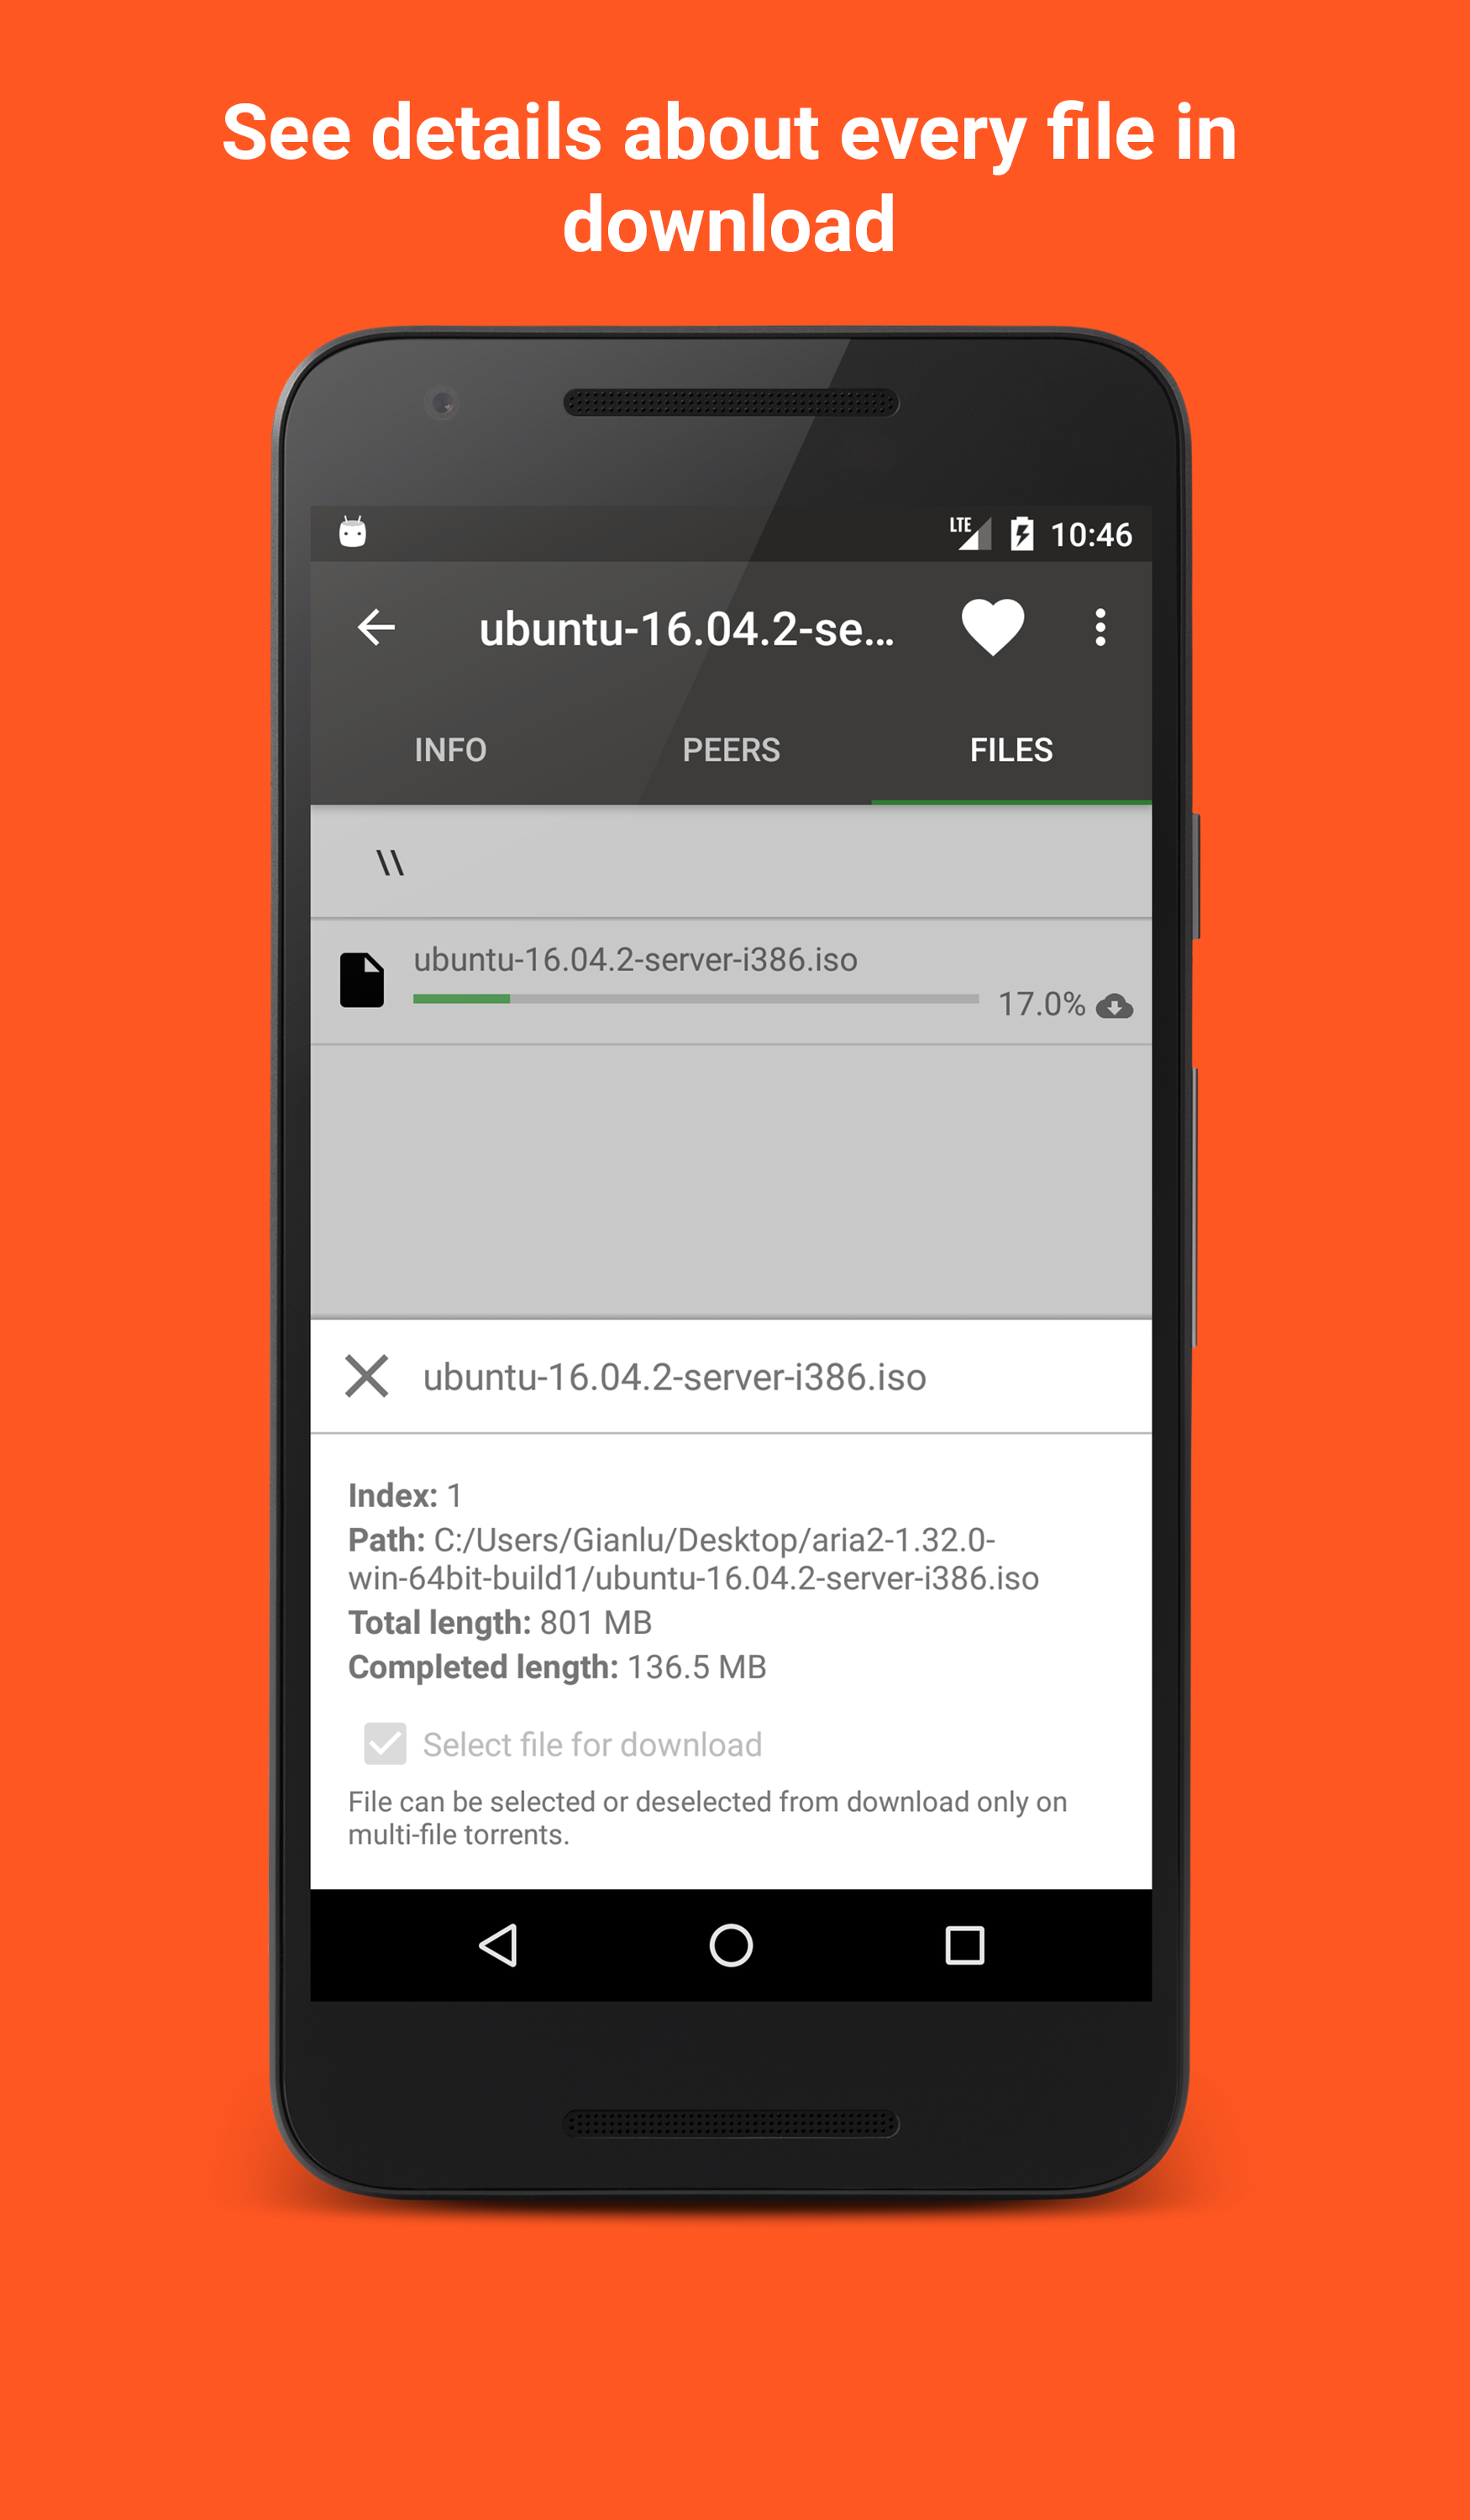 See details about every file in
download
LTE 10:46
ubuntu-16.04.2-se...
INFO PEERS FILES
\\
ubuntu-16.04.2-server-i386.iso
17.0%
ubuntu-16.04.2-server-i386.iso
Index: 1
Path: C:/Users/Gianlu/Desktop/aria2-1.32.0-
win-64bit-build1/ubuntu-16.04.2-server-i386.iso
Total length: 801 MB
Completed length: 136.5 MB
Select file for download
File can be selected or deselected from download only on
multi-file torrents.